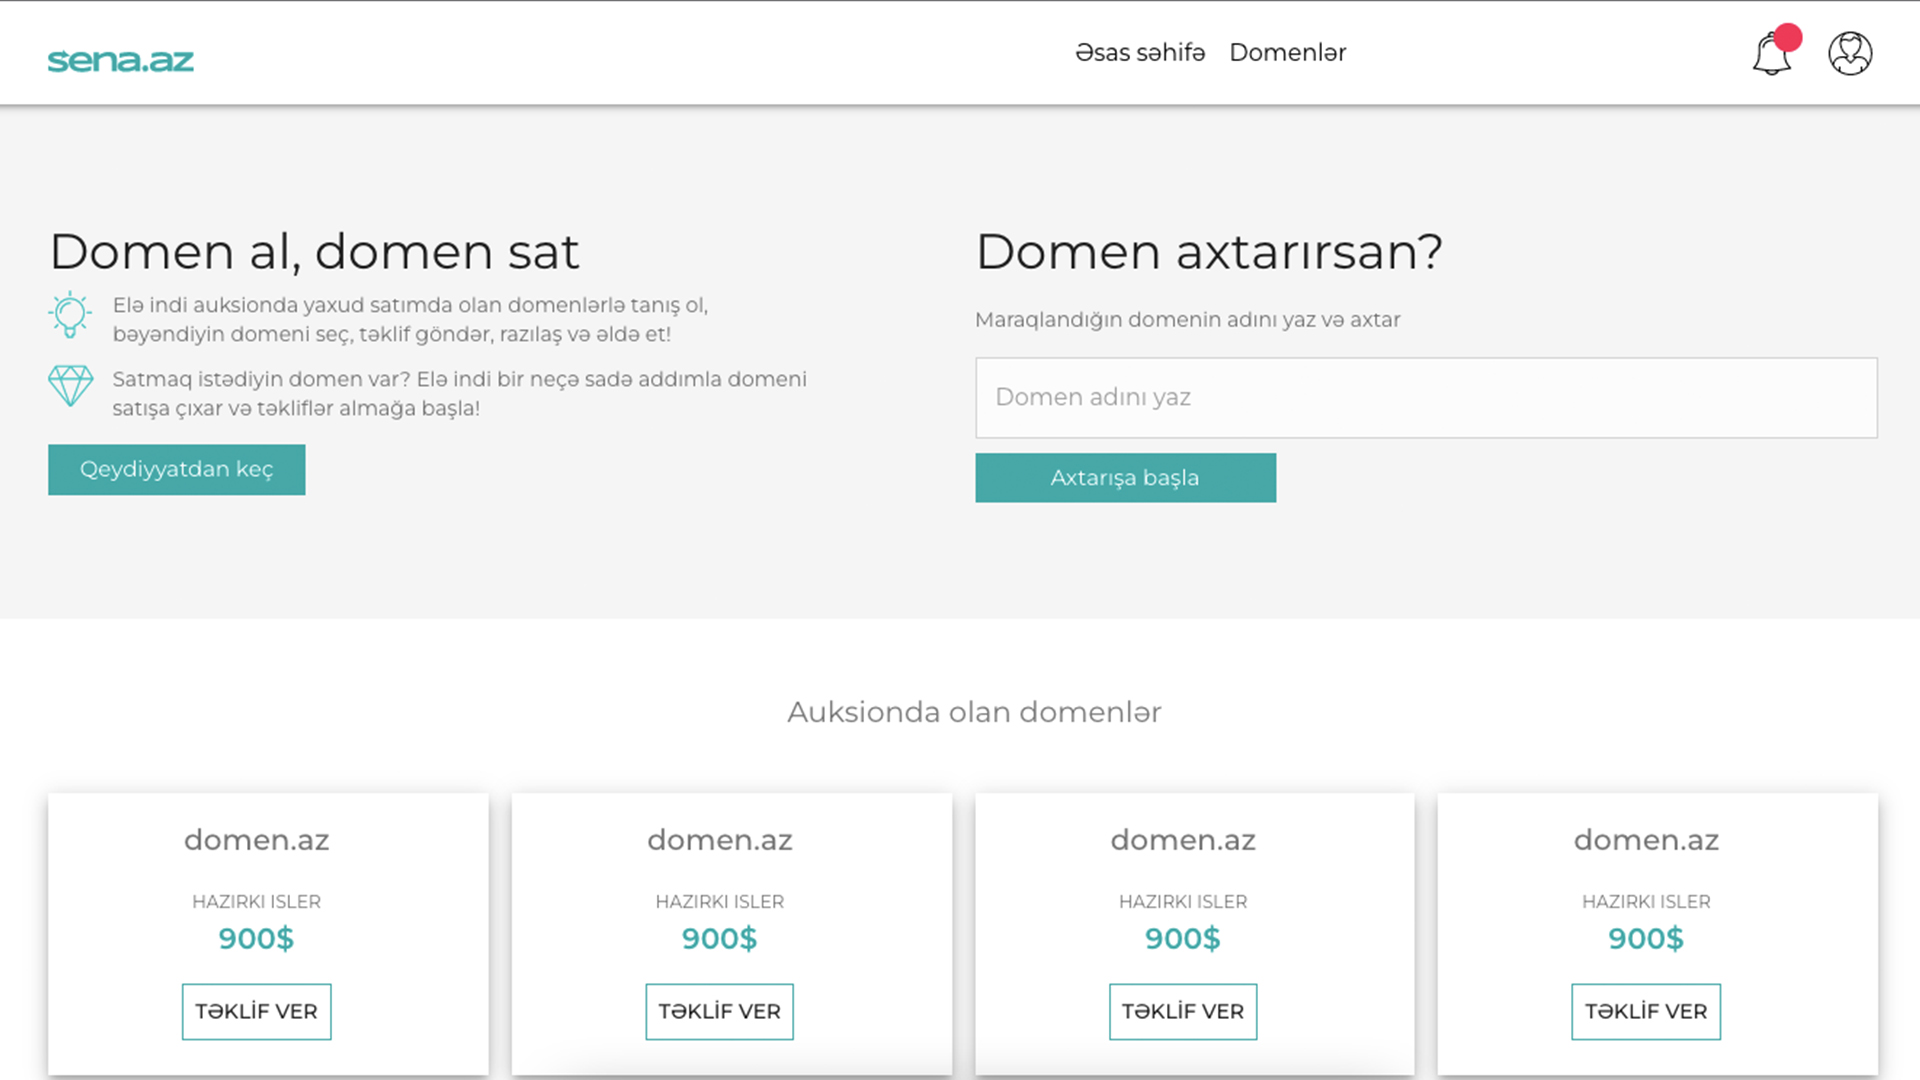 sena.az
Əsas səhifə Domenlər
Domen al, domen sat
Elə indi auksionda yaxud satımda olan domenlərlə tanış ol,
bəyəndiyin domeni seç, təklif göndər, razılaş və əldə et!
Satmaq istədiyin domen var? Elə indi bir neçə sadə addımla domeni
satışa çıxar və təkliflər almağa başla!
Qeydiyyatdan keç
Domen axtarırsan?
Maraqlandığın domenin adını yaz və axtar
Domen adını yaz
Axtarışa başla
Auksionda olan domenlər
domen.az
HAZIRKI ISLER
900$
TƏKLİF VER
domen.az
HAZIRKI ISLER
900$
TƏKLİF VER
domen.az
HAZIRKI ISLER
900$
TƏKLİF VER
domen.az
HAZIRKI ISLER
900$
TƏKLİF VER